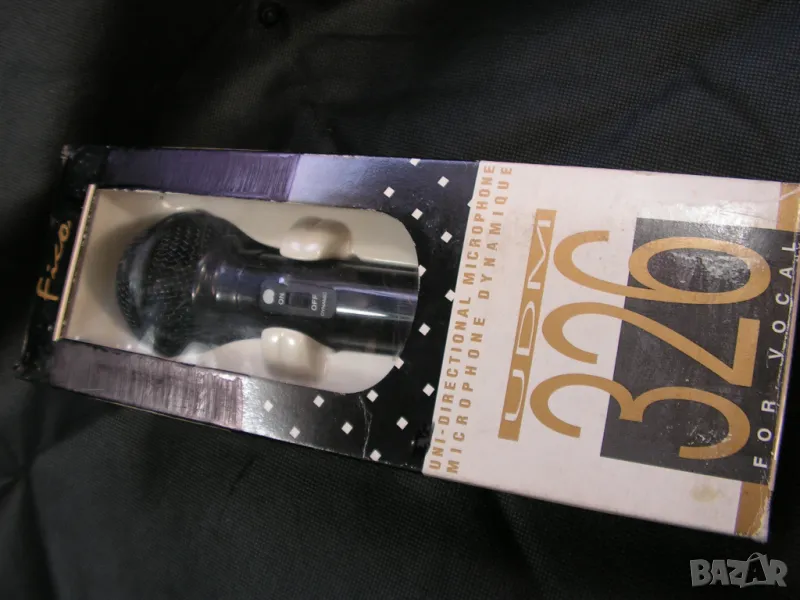 Fico
ON
OFF
UNI-DIRECTIONAL MICROPHONE
MICROPHONE DYNAMIQUE
UDM
326
FOR VOCAL
BAZAR